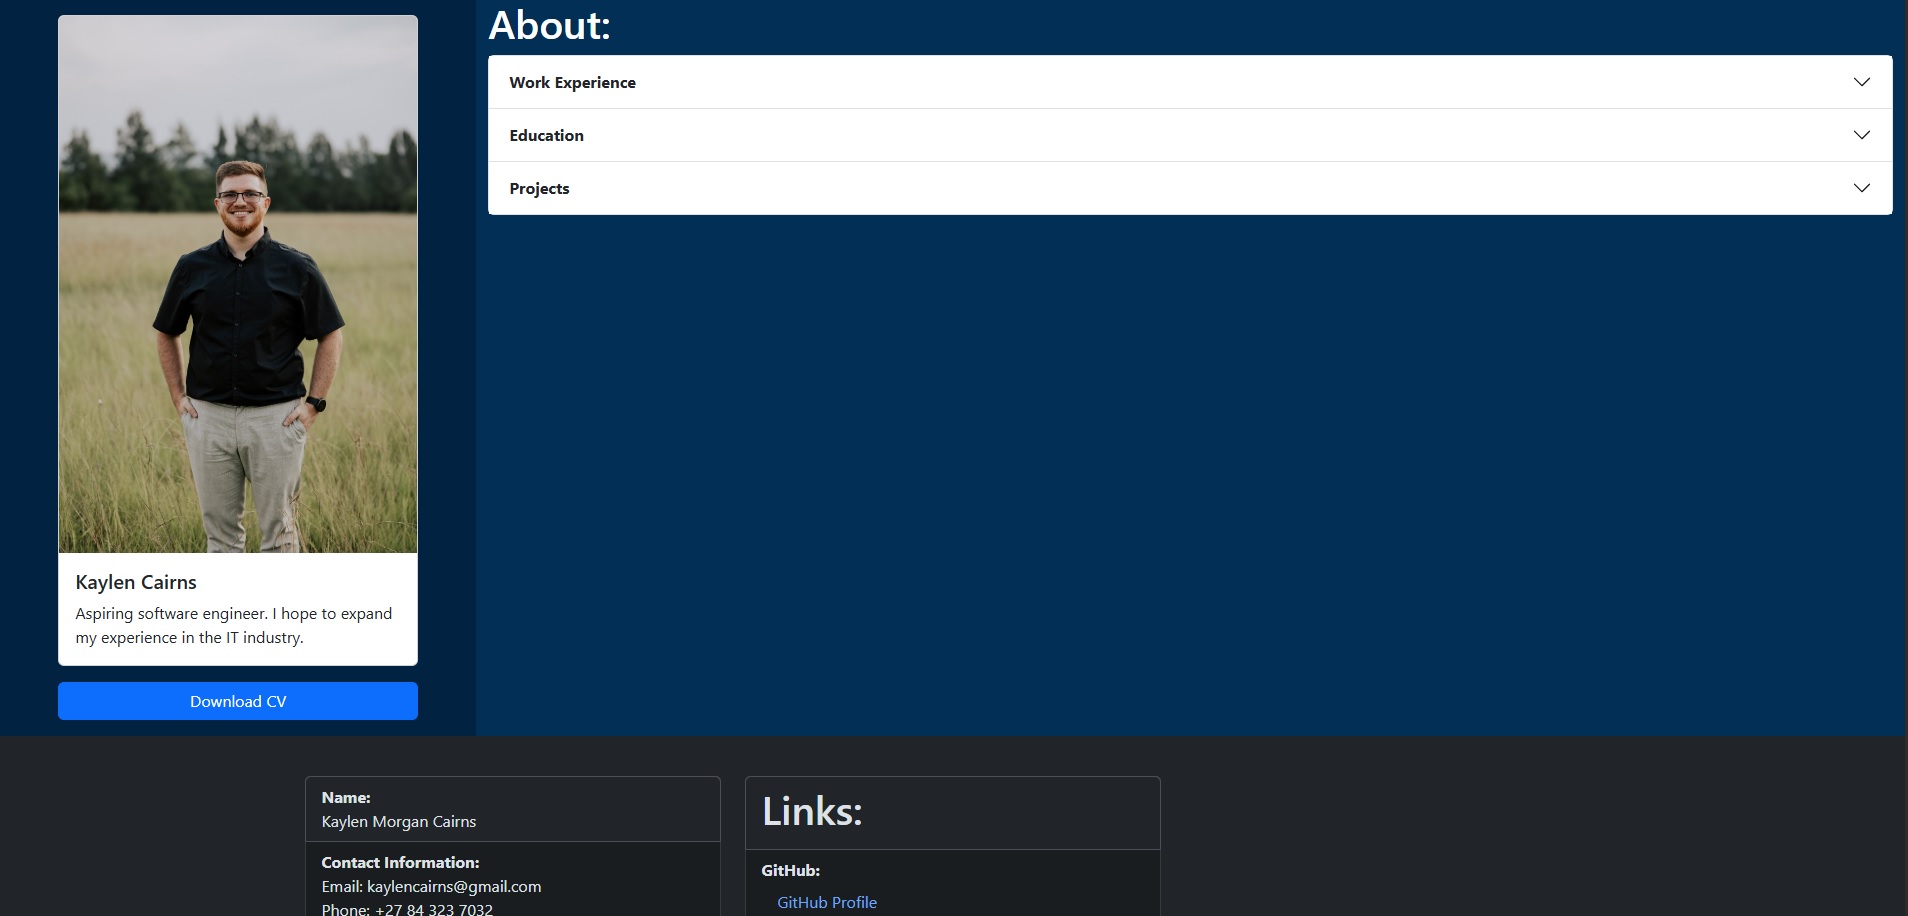 About:
Work Experience
Education
Projects
Kaylen Cairns
Aspiring software engineer. I hope to expand
my experience in the IT industry.
Download CV
Name:
Kaylen Morgan Cairns
Contact Information:
Email: kaylencairns@gmail.com
Phone: +27 84 323 7032
Links:
GitHub:
GitHub Profile